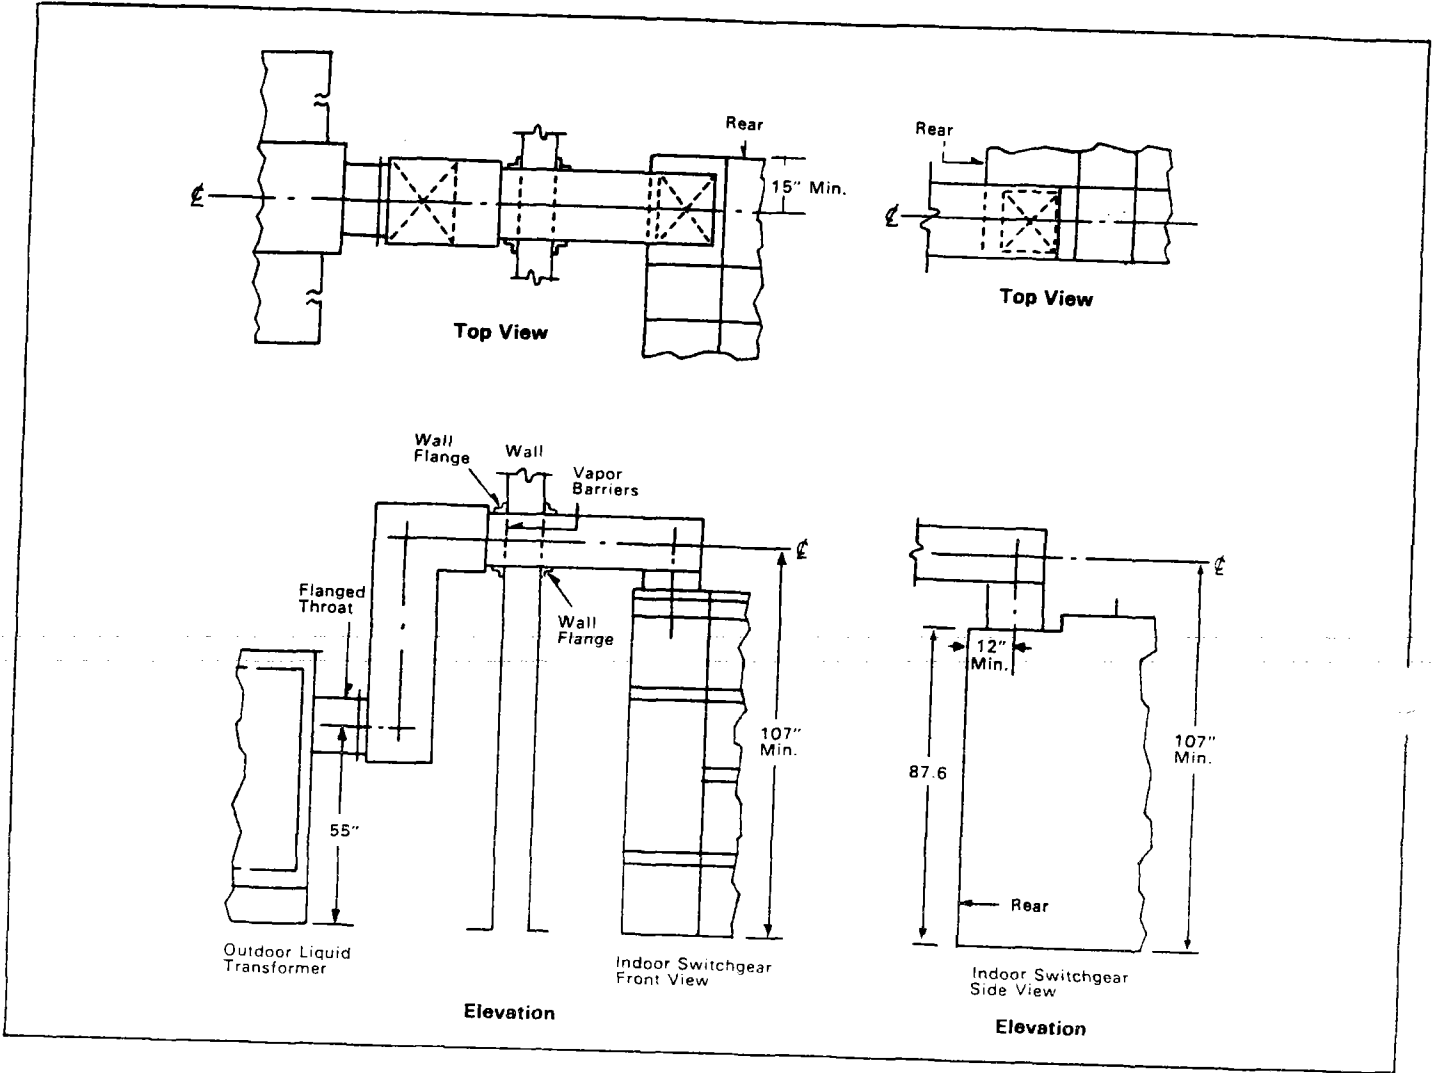 Rear
15" Min.
℄
Top View
Rear
℄
Top View
Wall
Flange
Wall
Vapor
Barriers
℄
Flanged
Throat
Wall
Flange
55"
107"
Min.
Outdoor Liquid
Transformer
Indoor Switchgear
Front View
Elevation
℄
12"
Min.
87.6
107"
Min.
Rear
Indoor Switchgear
Side View
Elevation